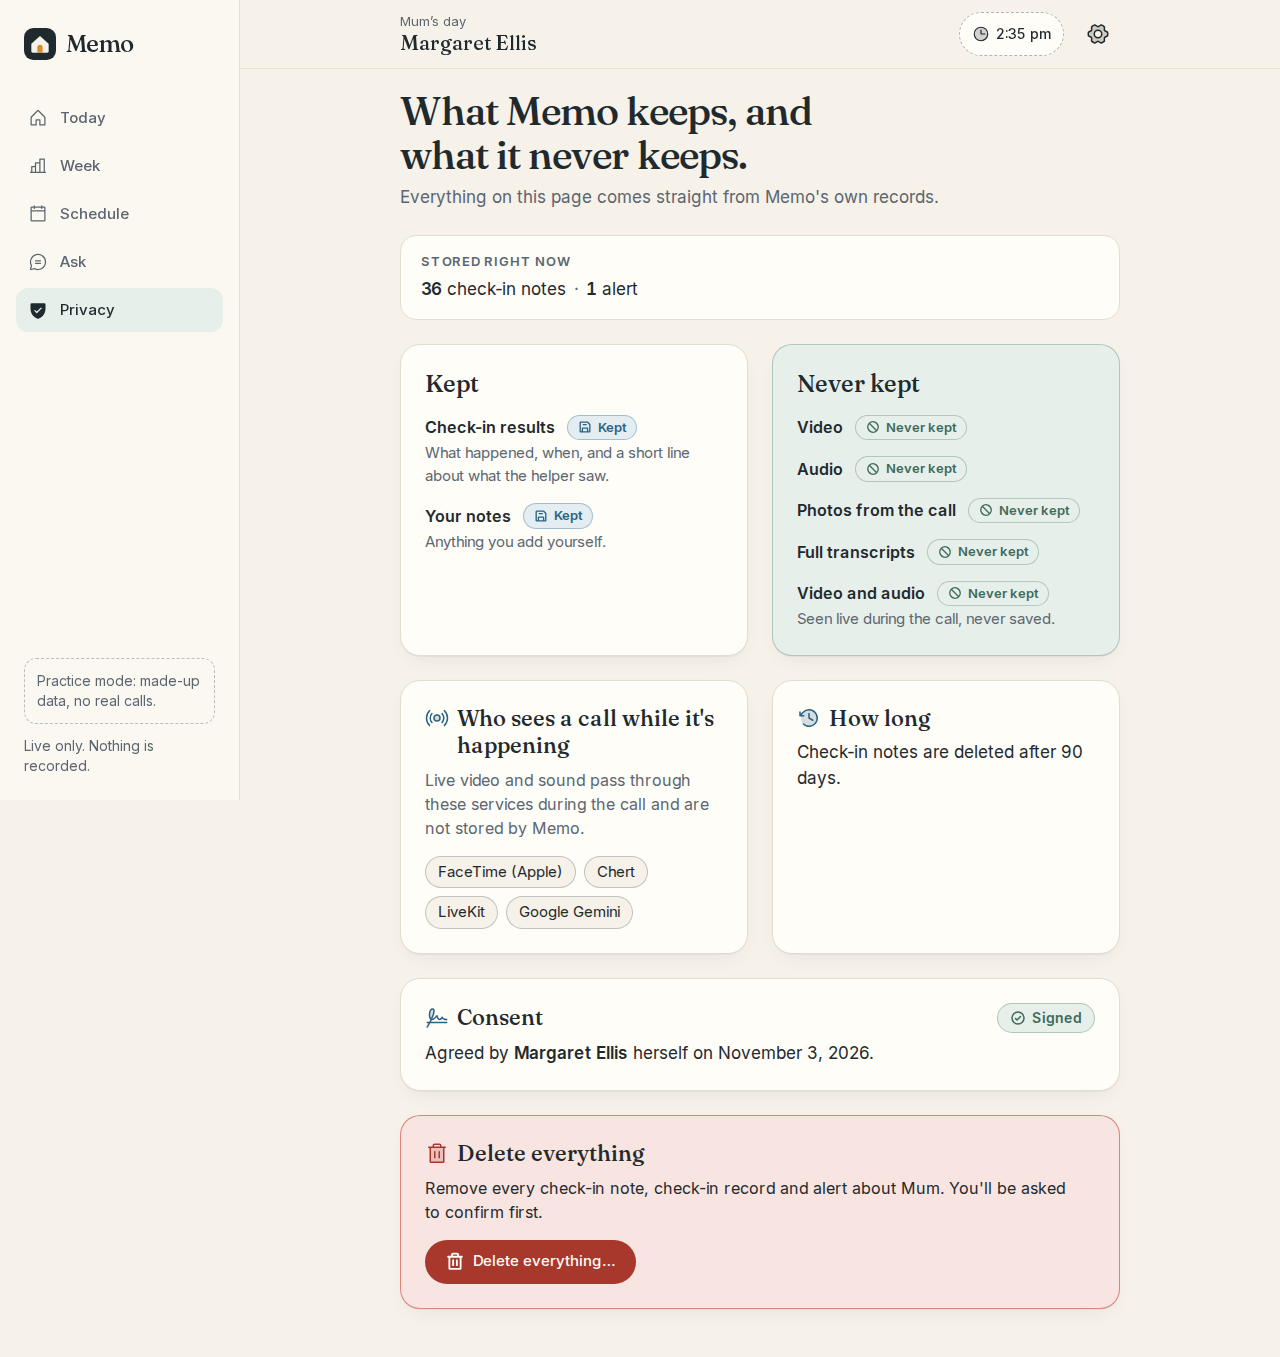 Memo
Today
Week
Schedule
Ask
Privacy
Practice mode: made-up
data, no real calls.
Live only. Nothing is
recorded.
Mum's day
Margaret Ellis
2:35 pm
What Memo keeps, and
what it never keeps.
Everything on this page comes straight from Memo's own records.
STORED RIGHT NOW
36 check-in notes · 1 alert
Kept
Check-in results Kept
What happened, when, and a short line
about what the helper saw.
Your notes Kept
Anything you add yourself.
Never kept
Video Never kept
Audio Never kept
Photos from the call Never kept
Full transcripts Never kept
Video and audio Never kept
Seen live during the call, never saved.
Who sees a call while it's
happening
Live video and sound pass through
these services during the call and are
not stored by Memo.
FaceTime (Apple) Chert
LiveKit Google Gemini
How long
Check-in notes are deleted after 90
days.
Consent Signed
Agreed by Margaret Ellis herself on November 3, 2026.
Delete everything
Remove every check-in note, check-in record and alert about Mum. You'll be asked
to confirm first.
Delete everything...